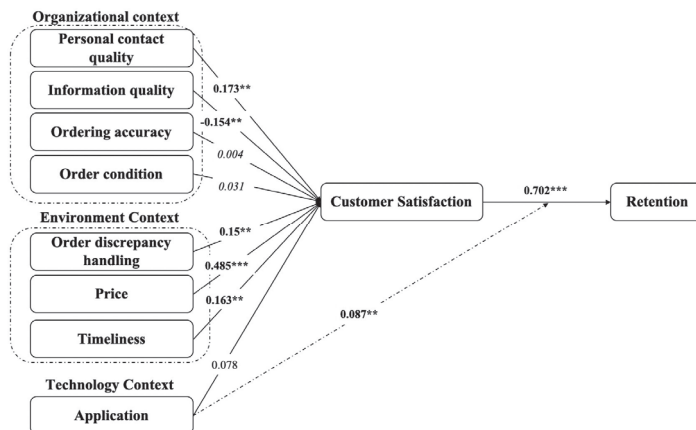 Organizational context
Personal contact
quality
0.173**
Information quality
-0.154**
Ordering accuracy
0.004
Order condition
0.031
Customer Satisfaction
0.702***
Retention
Environment Context
Order discrepancy
handling
0.15**
0.485***
Price
0.163**
Timeliness
0.087**
0.078
Technology Context
Application